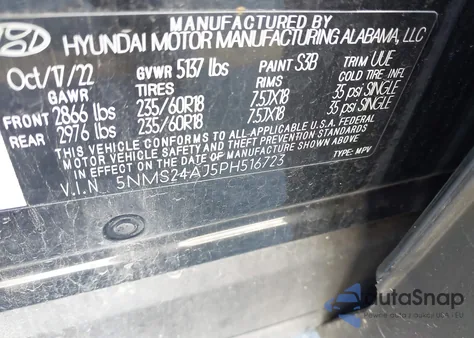 MANUFACTURED BY
HYUNDAI MOTOR MANUFACTURING ALABAMA, LLC
Oct/17/22 GVWR 5137 lbs PAINT S3B TRIM UUE
GAWR TIRES COLD TIRE INFL
FRONT 2866 lbs 235/60R18 7.5JX18 35 psi SINGLE
REAR 2976 lbs 235/60R18 7.5JX18 35 psi SINGLE
THIS VEHICLE CONFORMS TO ALL APPLICABLE U.S.A FEDERAL
MOTOR VEHICLE SAFETY AND THEFT PREVENTION STANDARDS
IN EFFECT ON THE DATE OF MANUFACTURE SHOWN ABOVE
V.I.N 5NMS24AJ5PH516723 TYPE: MPV
autaSnap